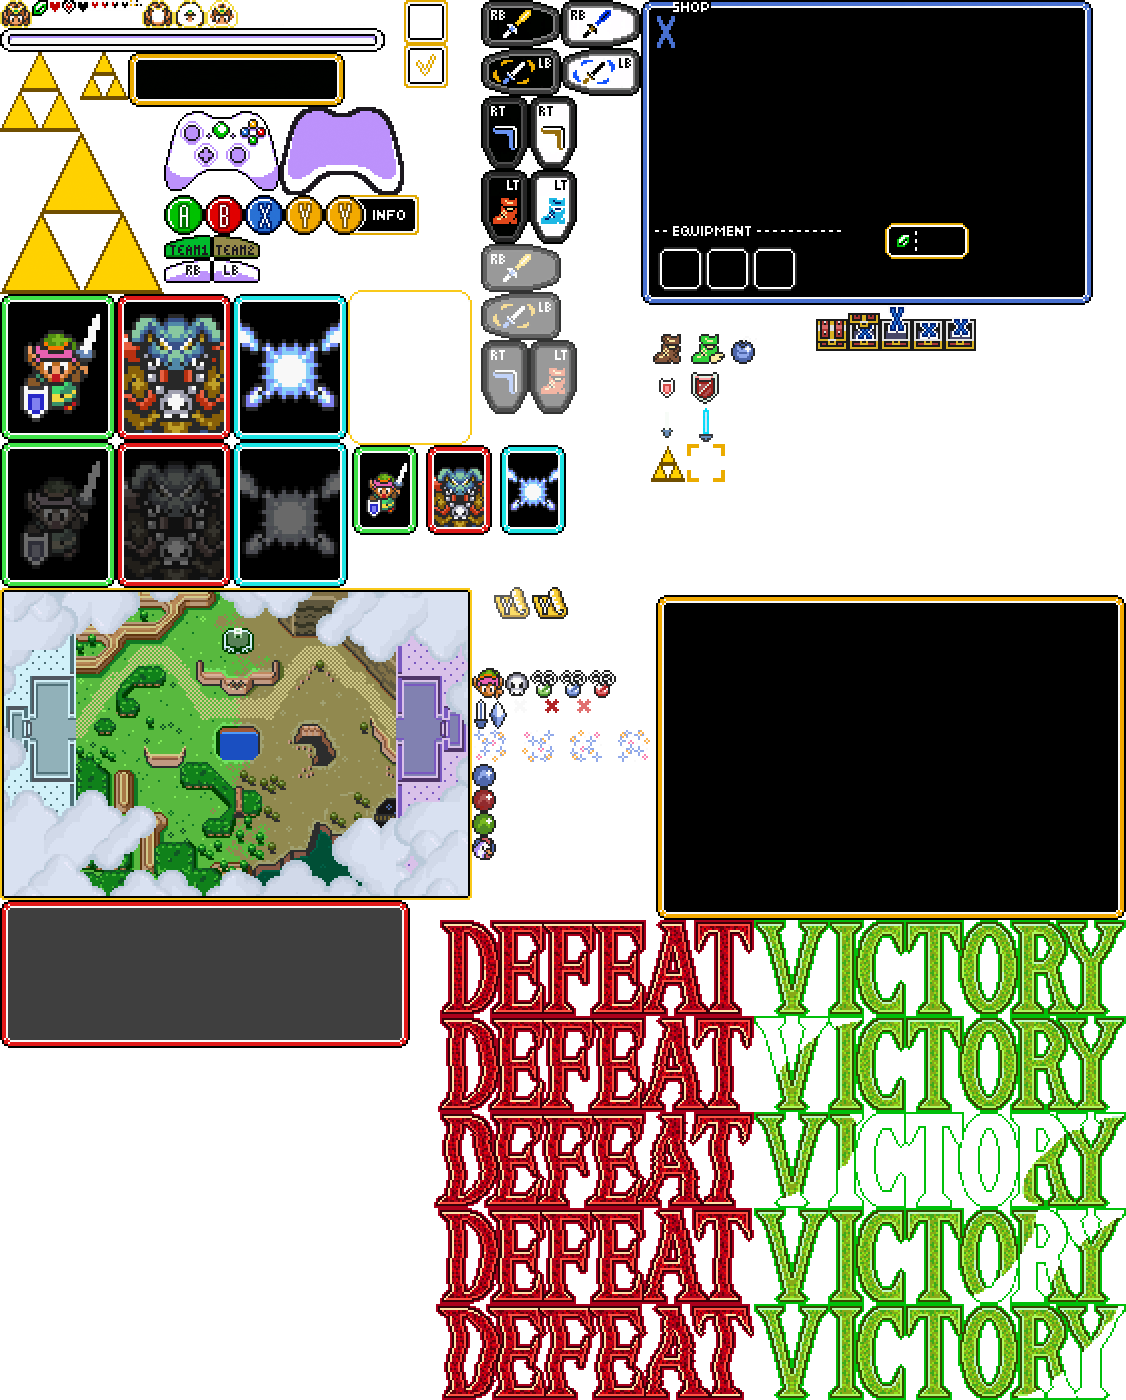 SHOP
X
RB
RB
LB
LB
RT
RT
LT
LT
A B X Y Y INFO
TEAM1 TEAM2
RB LB
EQUIPMENT
RB
LB
RT
LT
DEFEAT VICTORY
DEFEAT VICTORY
DEFEAT VICTORY
DEFEAT VICTORY
DEFEAT VICTORY